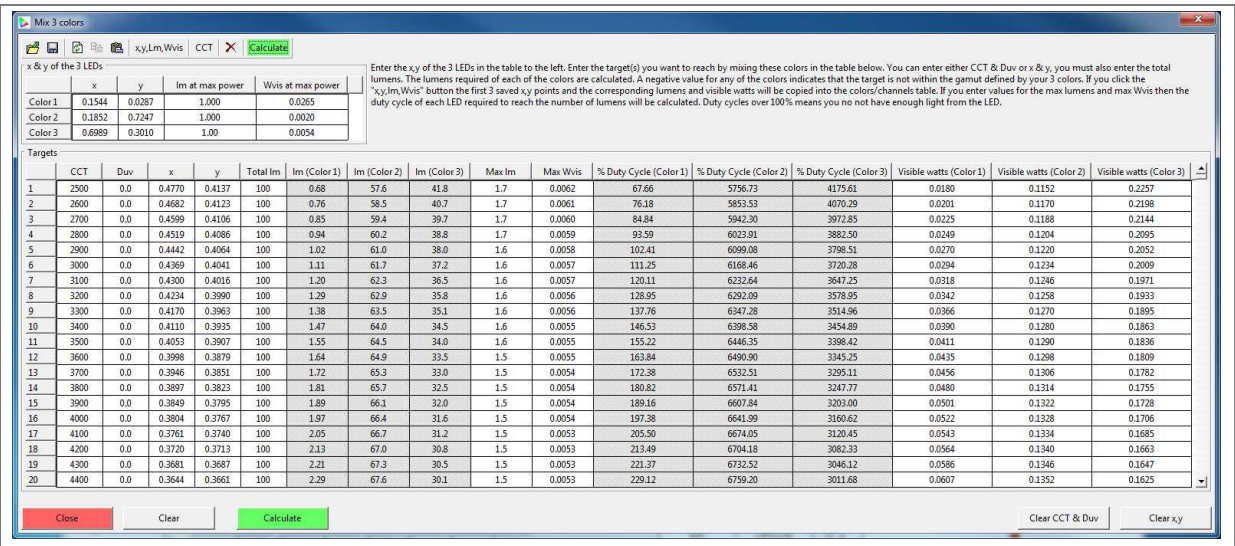 Mix 3 colors
x,y,Lm,Wvis CCT Calculate
x & y of the 3 LEDs
x y lm at max power Wvis at max power
Color 1 0.1544 0.0287 1.000 0.0265
Color 2 0.1852 0.7247 1.000 0.0020
Color 3 0.6989 0.3010 1.00 0.0054
Enter the x,y of the 3 LEDs in the table to the left. Enter the target(s) you want to reach by mixing these colors in the table below. You can enter either CCT & Duv or x & y, you must also enter the total
lumens. The lumens required of each of the colors are calculated. A negative value for any of the colors indicates that the target is not within the gamut defined by your 3 colors. If you click the
"x,y,lm,Wvis" button the first 3 saved x,y points and the corresponding lumens and visible watts will be copied into the colors/channels table. If you enter values for the max lumens and max Wvis then the
duty cycle of each LED required to reach the number of lumens will be calculated. Duty cycles over 100% means you no not have enough light from the LED.
Targets
CCT Duv x y Total lm lm (Color 1) lm (Color 2) lm (Color 3) Max lm Max Wvis % Duty Cycle (Color 1) % Duty Cycle (Color 2) % Duty Cycle (Color 3) Visible watts (Color 1) Visible watts (Color 2) Visible watts (Color 3)
1 2500 0.0 0.4770 0.4137 100 0.68 57.6 41.8 1.7 0.0062 67.66 5756.73 4175.61 0.0180 0.1152 0.2257
2 2600 0.0 0.4682 0.4123 100 0.76 58.5 40.7 1.7 0.0061 76.18 5853.53 4070.29 0.0201 0.1170 0.2198
3 2700 0.0 0.4599 0.4106 100 0.85 59.4 39.7 1.7 0.0060 84.84 5942.30 3972.85 0.0225 0.1188 0.2144
4 2800 0.0 0.4519 0.4086 100 0.94 60.2 38.8 1.7 0.0059 93.59 6023.91 3882.50 0.0249 0.1204 0.2095
5 2900 0.0 0.4442 0.4064 100 1.02 61.0 38.0 1.6 0.0058 102.41 6099.08 3798.51 0.0270 0.1220 0.2052
6 3000 0.0 0.4369 0.4041 100 1.11 61.7 37.2 1.6 0.0057 111.25 6168.46 3720.28 0.0294 0.1234 0.2009
7 3100 0.0 0.4300 0.4016 100 1.20 62.3 36.5 1.6 0.0057 120.11 6232.64 3647.25 0.0318 0.1246 0.1971
8 3200 0.0 0.4234 0.3990 100 1.29 62.9 35.8 1.6 0.0056 128.95 6292.09 3578.95 0.0342 0.1258 0.1933
9 3300 0.0 0.4170 0.3963 100 1.38 63.5 35.1 1.6 0.0056 137.76 6347.28 3514.96 0.0366 0.1270 0.1895
10 3400 0.0 0.4110 0.3935 100 1.47 64.0 34.5 1.6 0.0055 146.53 6398.58 3454.89 0.0390 0.1280 0.1863
11 3500 0.0 0.4053 0.3907 100 1.55 64.5 34.0 1.6 0.0055 155.22 6446.35 3398.42 0.0411 0.1290 0.1836
12 3600 0.0 0.3998 0.3879 100 1.64 64.9 33.5 1.5 0.0055 163.84 6490.90 3345.25 0.0435 0.1298 0.1809
13 3700 0.0 0.3946 0.3851 100 1.72 65.3 33.0 1.5 0.0054 172.38 6532.51 3295.11 0.0456 0.1306 0.1782
14 3800 0.0 0.3897 0.3823 100 1.81 65.7 32.5 1.5 0.0054 180.82 6571.41 3247.77 0.0480 0.1314 0.1755
15 3900 0.0 0.3849 0.3795 100 1.89 66.1 32.0 1.5 0.0054 189.16 6607.84 3203.00 0.0501 0.1322 0.1728
16 4000 0.0 0.3804 0.3767 100 1.97 66.4 31.6 1.5 0.0054 197.38 6641.99 3160.62 0.0522 0.1328 0.1706
17 4100 0.0 0.3761 0.3740 100 2.05 66.7 31.2 1.5 0.0053 205.50 6674.05 3120.45 0.0543 0.1334 0.1685
18 4200 0.0 0.3720 0.3713 100 2.13 67.0 30.8 1.5 0.0053 213.49 6704.18 3082.33 0.0564 0.1340 0.1663
19 4300 0.0 0.3681 0.3687 100 2.21 67.3 30.5 1.5 0.0053 221.37 6732.52 3046.12 0.0586 0.1346 0.1647
20 4400 0.0 0.3644 0.3661 100 2.29 67.6 30.1 1.5 0.0053 229.12 6759.20 3011.68 0.0607 0.1352 0.1625
Close Clear Calculate Clear CCT & Duv Clear x,y